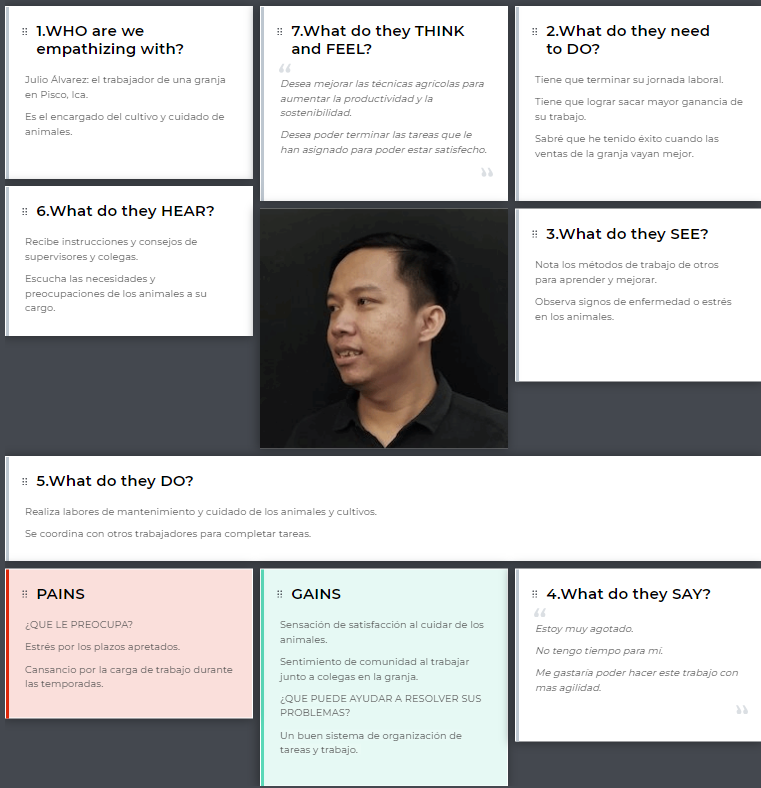 1.WHO are we
empathizing with?
Julio Álvarez: el trabajador de una granja
en Pisco, Ica.
Es el encargado del cultivo y cuidado de
animales.
7.What do they THINK
and FEEL?
“
Desea mejorar las técnicas agrícolas para
aumentar la productividad y la
sostenibilidad.
Desea poder terminar las tareas que le
han asignado para poder estar satisfecho.
”
2.What do they need
to DO?
Tiene que terminar su jornada laboral.
Tiene que lograr sacar mayor ganancia de
su trabajo.
Sabré que he tenido éxito cuando las
ventas de la granja vayan mejor.
6.What do they HEAR?
Recibe instrucciones y consejos de
supervisores y colegas.
Escucha las necesidades y
preocupaciones de los animales a su
cargo.
3.What do they SEE?
Nota los métodos de trabajo de otros
para aprender y mejorar.
Observa signos de enfermedad o estrés
en los animales.
5.What do they DO?
Realiza labores de mantenimiento y cuidado de los animales y cultivos.
Se coordina con otros trabajadores para completar tareas.
PAINS
¿QUE LE PREOCUPA?
Estrés por los plazos apretados.
Cansancio por la carga de trabajo durante
las temporadas.
GAINS
Sensación de satisfacción al cuidar de los
animales.
Sentimiento de comunidad al trabajar
junto a colegas en la granja.
¿QUE PUEDE AYUDAR A RESOLVER SUS
PROBLEMAS?
Un buen sistema de organización de
tareas y trabajo.
4.What do they SAY?
“
Estoy muy agotado.
No tengo tiempo para mi.
Me gastaría poder hacer este trabajo con
mas agilidad.
”